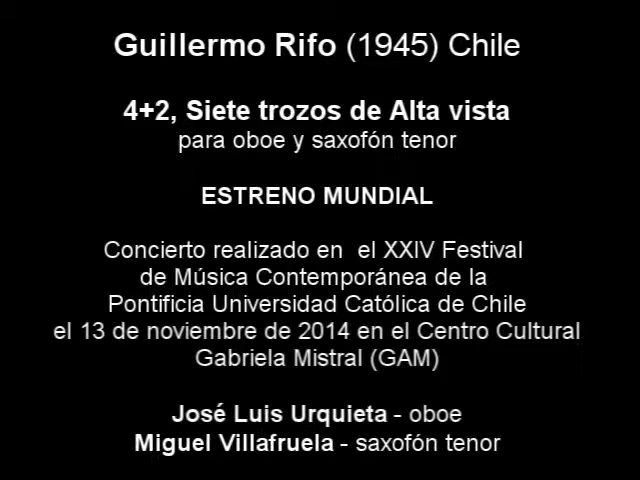 Guillermo Rifo (1945) Chile
4+2, Siete trozos de Alta vista
para oboe y saxofón tenor
ESTRENO MUNDIAL
Concierto realizado en el XXIV Festival
de Música Contemporánea de la
Pontificia Universidad Católica de Chile
el 13 de noviembre de 2014 en el Centro Cultural
Gabriela Mistral (GAM)
José Luis Urquieta - oboe
Miguel Villafruela - saxofón tenor